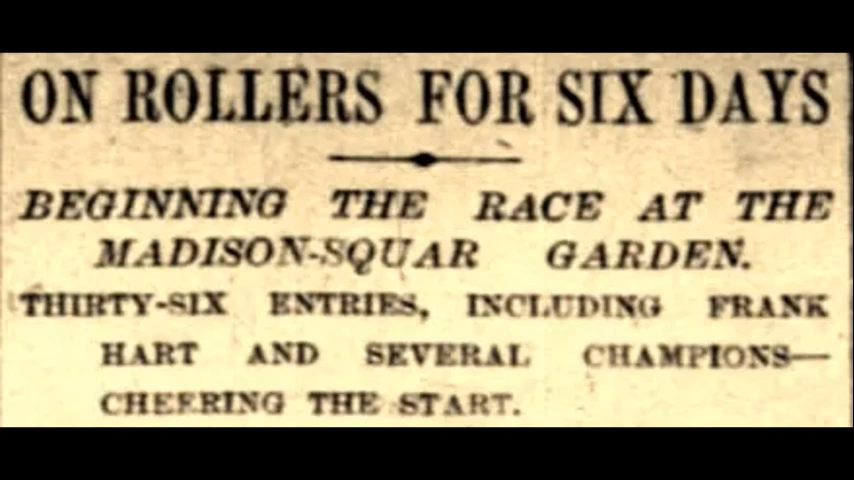 ON ROLLERS FOR SIX DAYS
BEGINNING THE RACE AT THE
MADISON-SQUAR GARDEN.
THIRTY-SIX ENTRIES, INCLUDING FRANK
HART AND SEVERAL CHAMPIONS—
CHEERING THE START.